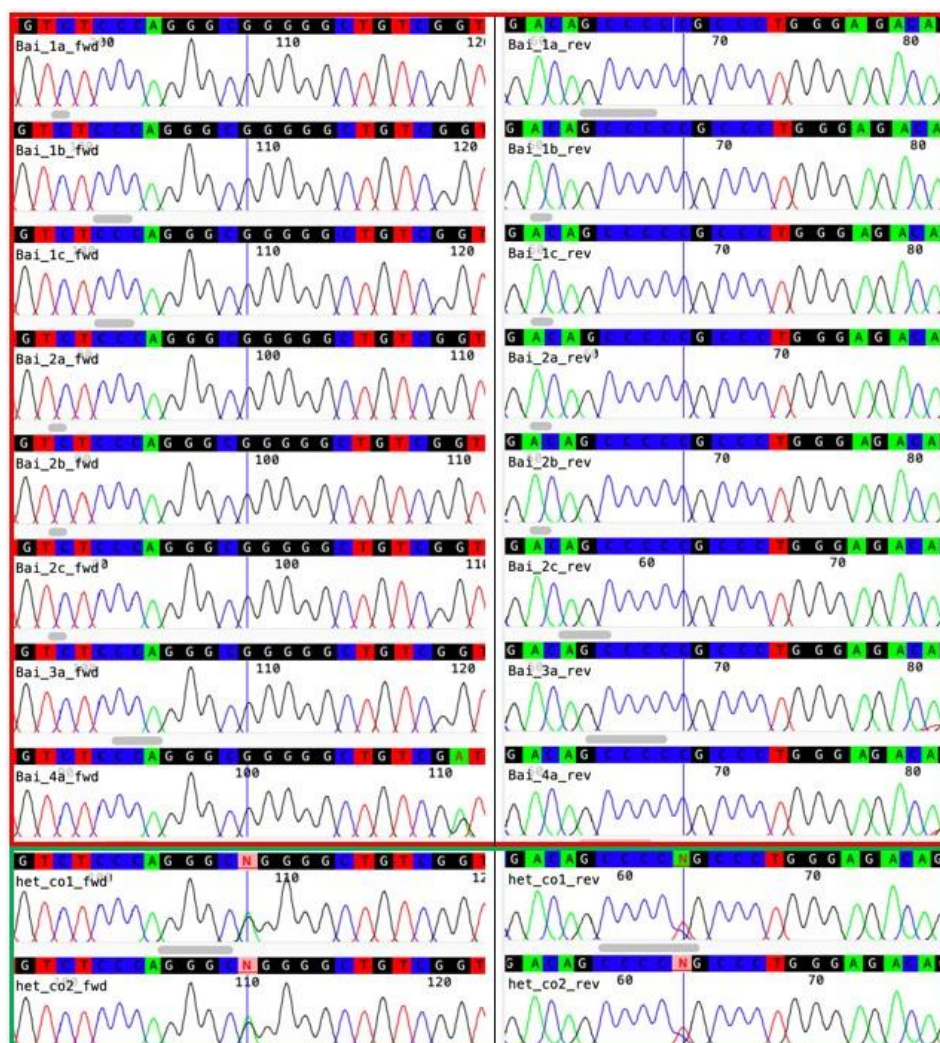 G T C T C C C A G G G C G G G G G C T G T C G G T G A C A G C C C C C G C C C T G G G A G A C A
Bai_1a_fwd 110 Bai_1a_rev 70 80
G T C T C C C A G G G C G G G G G C T G T C G G T G A C A G C C C C C G C C C T G G G A G A C A
Bai_1b_fwd 110 120 Bai_1b_rev 70 80
G T C T C C C A G G G C G G G G G C T G T C G G T G A C A G C C C C C G C C C T G G G A G A C A
Bai_1c_fwd 110 120 Bai_1c_rev 70 80
G T C T C C C A G G G C G G G G G C T G T C G G T G A C A G C C C C C G C C C T G G G A G A C A
Bai_2a_fwd 100 110 Bai_2a_rev 70
G T C T C C C A G G G C G G G G G C T G T C G G T G A C A G C C C C C G C C C T G G G A G A C A
Bai_2b_fwd 100 110 Bai_2b_rev 70 80
G T C T C C C A G G G C G G G G G C T G T C G G T G A C A G C C C C C G C C C T G G G A G A C A
Bai_2c_fwd 100 Bai_2c_rev 60 70
G T C T C C C A G G G C G G G G G C T G T C G G T G A C A G C C C C C G C C C T G G G A G A C A
Bai_3a_fwd 110 120 Bai_3a_rev 70 80
G T C T C C C A G G G C G G G G G C T G T C G A T G A C A G C C C C C G C C C T G G G A G A C A
Bai_4a_fwd 100 110 Bai_4a_rev 70 80
G T C T C C C A G G G C N G G G G C T G T C G G T G A C A G C C C C N G C C C T G G G A G A C A G
het_co1_fwd 110 het_co1_rev 60 70
G T C T C C C A G G G C N G G G G C T G T C G G T G A C A G C C C C N G C C C T G G G A G A C A G
het_co2_fwd 110 120 het_co2_rev 60 70